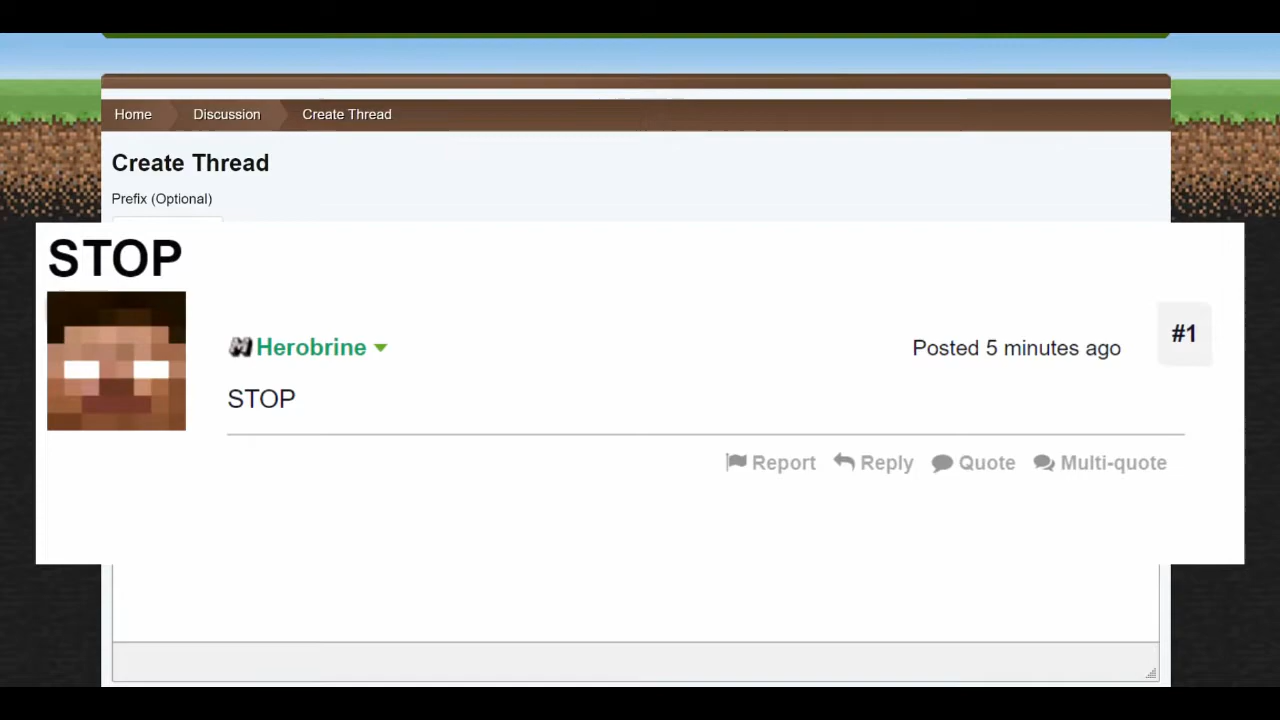 Home Discussion Create Thread
Create Thread
Prefix (Optional)
STOP
Herobrine
Posted 5 minutes ago
#1
STOP
Report Reply Quote Multi-quote